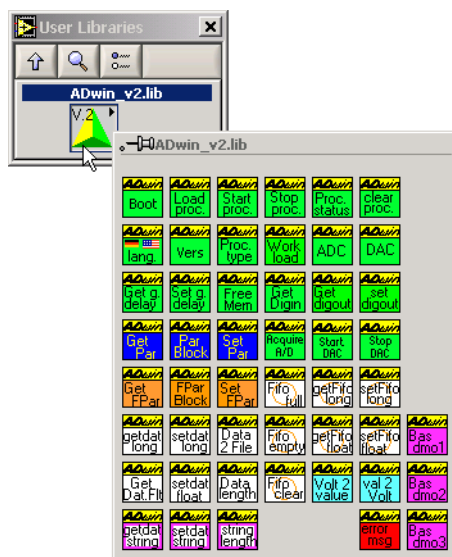 User Libraries
ADwin_v2.lib
V.2
ADwin_v2.lib
ADwin ADwin ADwin ADwin ADwin ADwin
Boot Load proc. Start proc. Stop proc. Proc. status clear proc.
ADwin ADwin ADwin ADwin ADwin ADwin
lang. Vers Proc. type Work load ADC DAC
ADwin ADwin ADwin ADwin ADwin ADwin
Get g. delay Set g. delay Free Mem Get Digin Get digout set digout
ADwin ADwin ADwin ADwin ADwin ADwin
Get Par Par Block Set Par Acquire A/D Start DAC Stop DAC
ADwin ADwin ADwin ADwin ADwin ADwin
Get FPar FPar Block Set FPar Fifo full getFifo long setFifo long
ADwin ADwin ADwin ADwin ADwin ADwin ADwin
getdat long setdat long Data 2 File Fifo empty getFifo float setFifo float Bas dmo1
ADwin ADwin ADwin ADwin ADwin ADwin ADwin
Get Dat.Flt setdat float Data length Fifo clear Volt 2 value val 2 Volt Bas dmo2
ADwin ADwin ADwin ADwin ADwin
getdat string setdat string string length error msg Bas dmo3